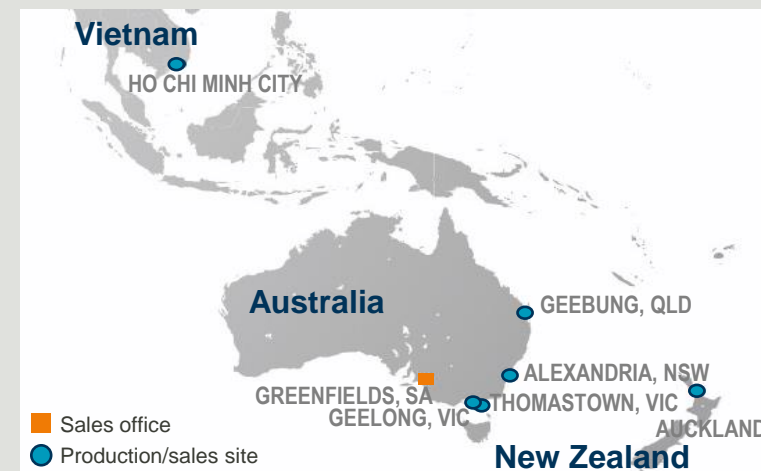 Vietnam
HO CHI MINH CITY
Australia
GEEBUNG, QLD
ALEXANDRIA, NSW
GREENFIELDS, SA
THOMASTOWN, VIC
GEELONG, VIC
AUCKLAND
New Zealand
Sales office
Production/sales site